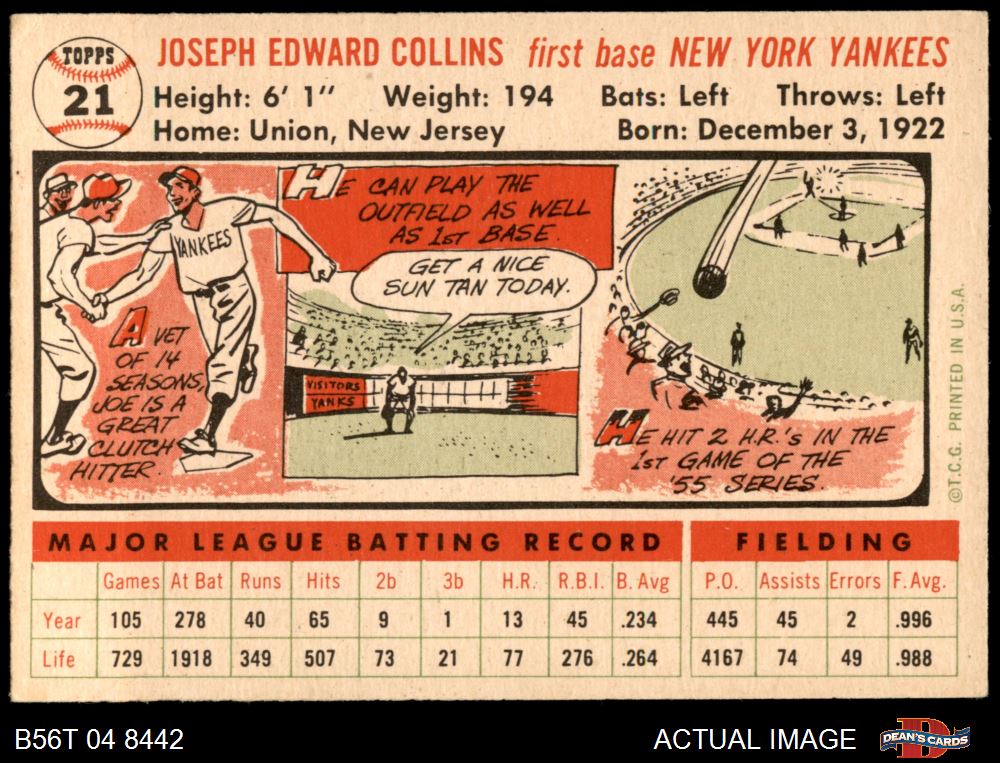 TOPPS
21
JOSEPH EDWARD COLLINS first base NEW YORK YANKEES
Height: 6' 1" Weight: 194 Bats: Left Throws: Left
Home: Union, New Jersey Born: December 3, 1922
YANKEES
A VET
OF 14
SEASONS,
JOE IS A
GREAT
CLUTCH
HITTER.
HE CAN PLAY THE
OUTFIELD AS WELL
AS 1ST BASE.
GET A NICE
SUN TAN TODAY.
VISITORS
YANKS
HE HIT 2 H.R.'s IN THE
1ST GAME OF THE
'55 SERIES.
©T.C.G. PRINTED IN U.S.A.
MAJOR LEAGUE BATTING RECORD FIELDING
Games At Bat Runs Hits 2b 3b H.R. R.B.I. B. Avg P.O. Assists Errors F. Avg.
Year 105 278 40 65 9 1 13 45 .234 445 45 2 .996
Life 729 1918 349 507 73 21 77 276 .264 4167 74 49 .988
B56T 04 8442 ACTUAL IMAGE D DEAN'S CARDS